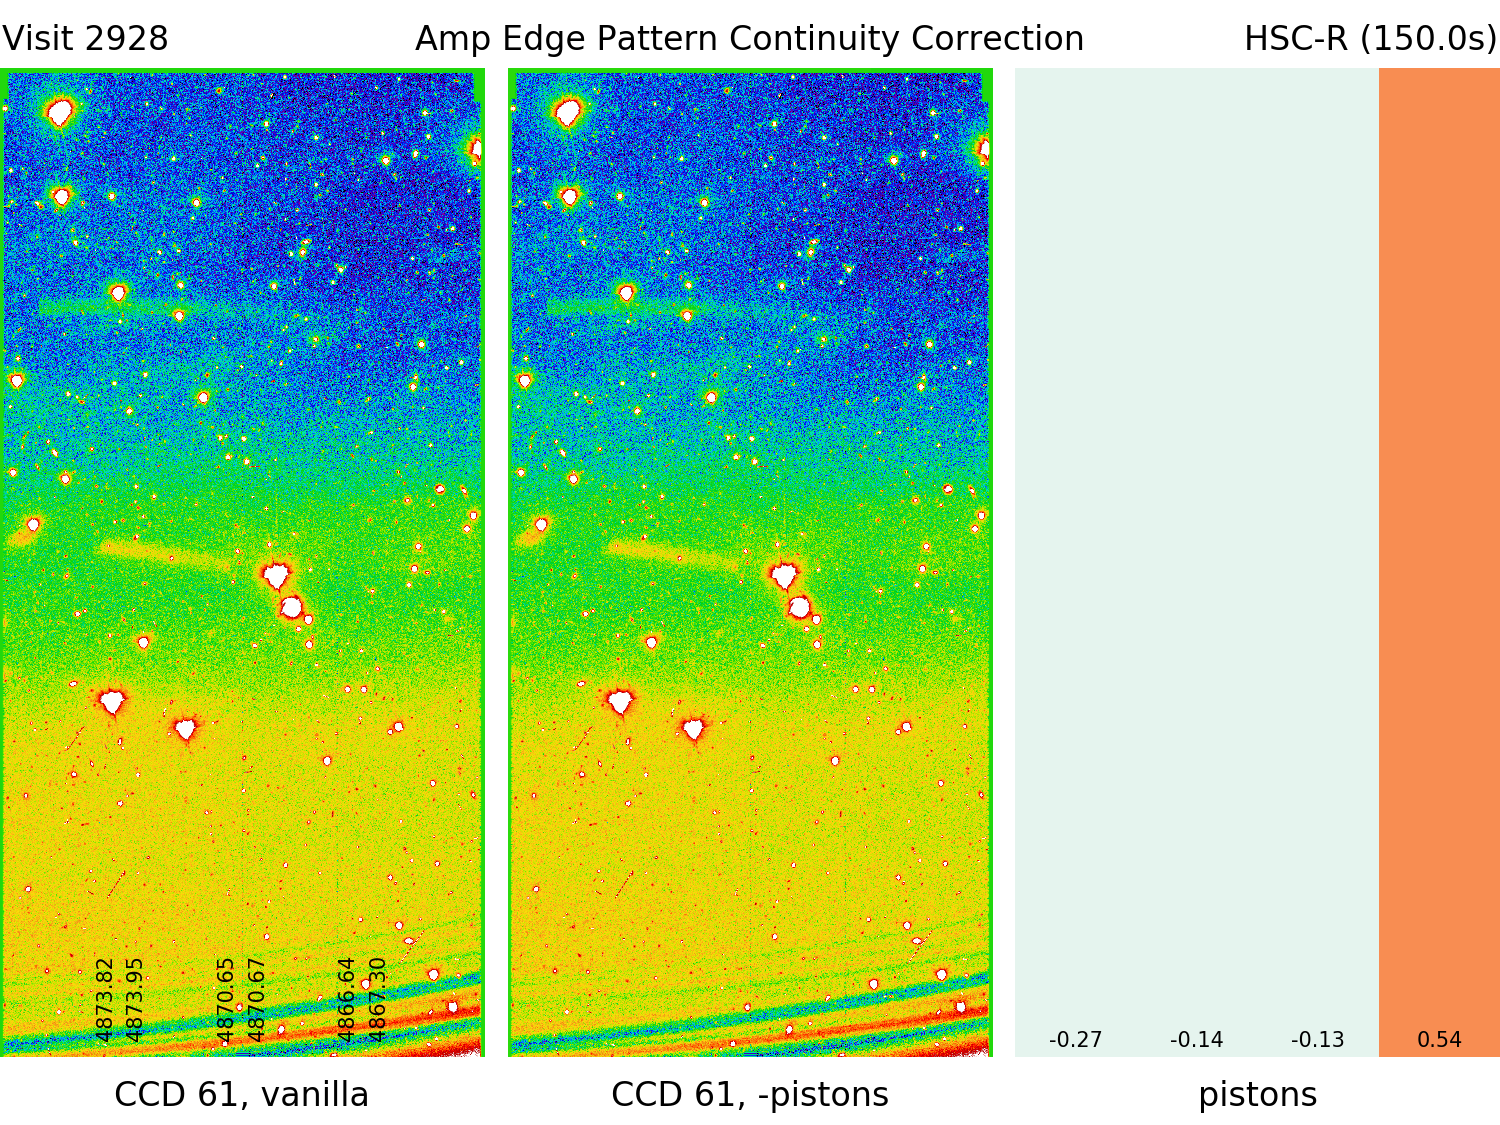 Visit 2928
Amp Edge Pattern Continuity Correction
HSC-R (150.0s)
4873.82
4873.95
4870.65
4870.67
4866.64
4867.30
-0.27
-0.14
-0.13
0.54
CCD 61, vanilla
CCD 61, -pistons
pistons